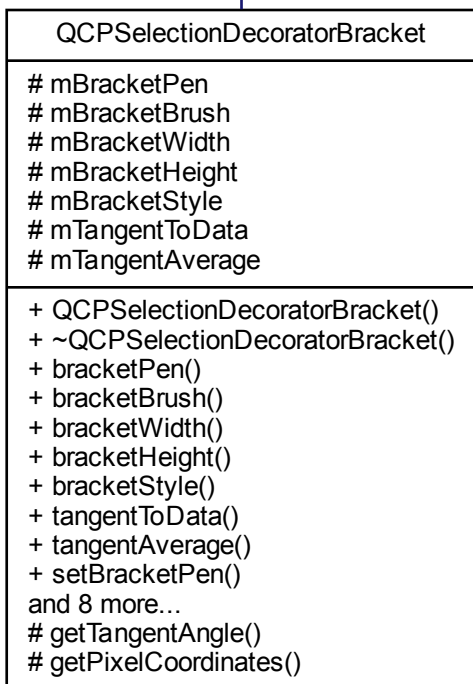 QCPSelectionDecoratorBracket
# mBracketPen
# mBracketBrush
# mBracketWidth
# mBracketHeight
# mBracketStyle
# mTangentToData
# mTangentAverage
+ QCPSelectionDecoratorBracket()
+ ~QCPSelectionDecoratorBracket()
+ bracketPen()
+ bracketBrush()
+ bracketWidth()
+ bracketHeight()
+ bracketStyle()
+ tangentToData()
+ tangentAverage()
+ setBracketPen()
and 8 more...
# getTangentAngle()
# getPixelCoordinates()